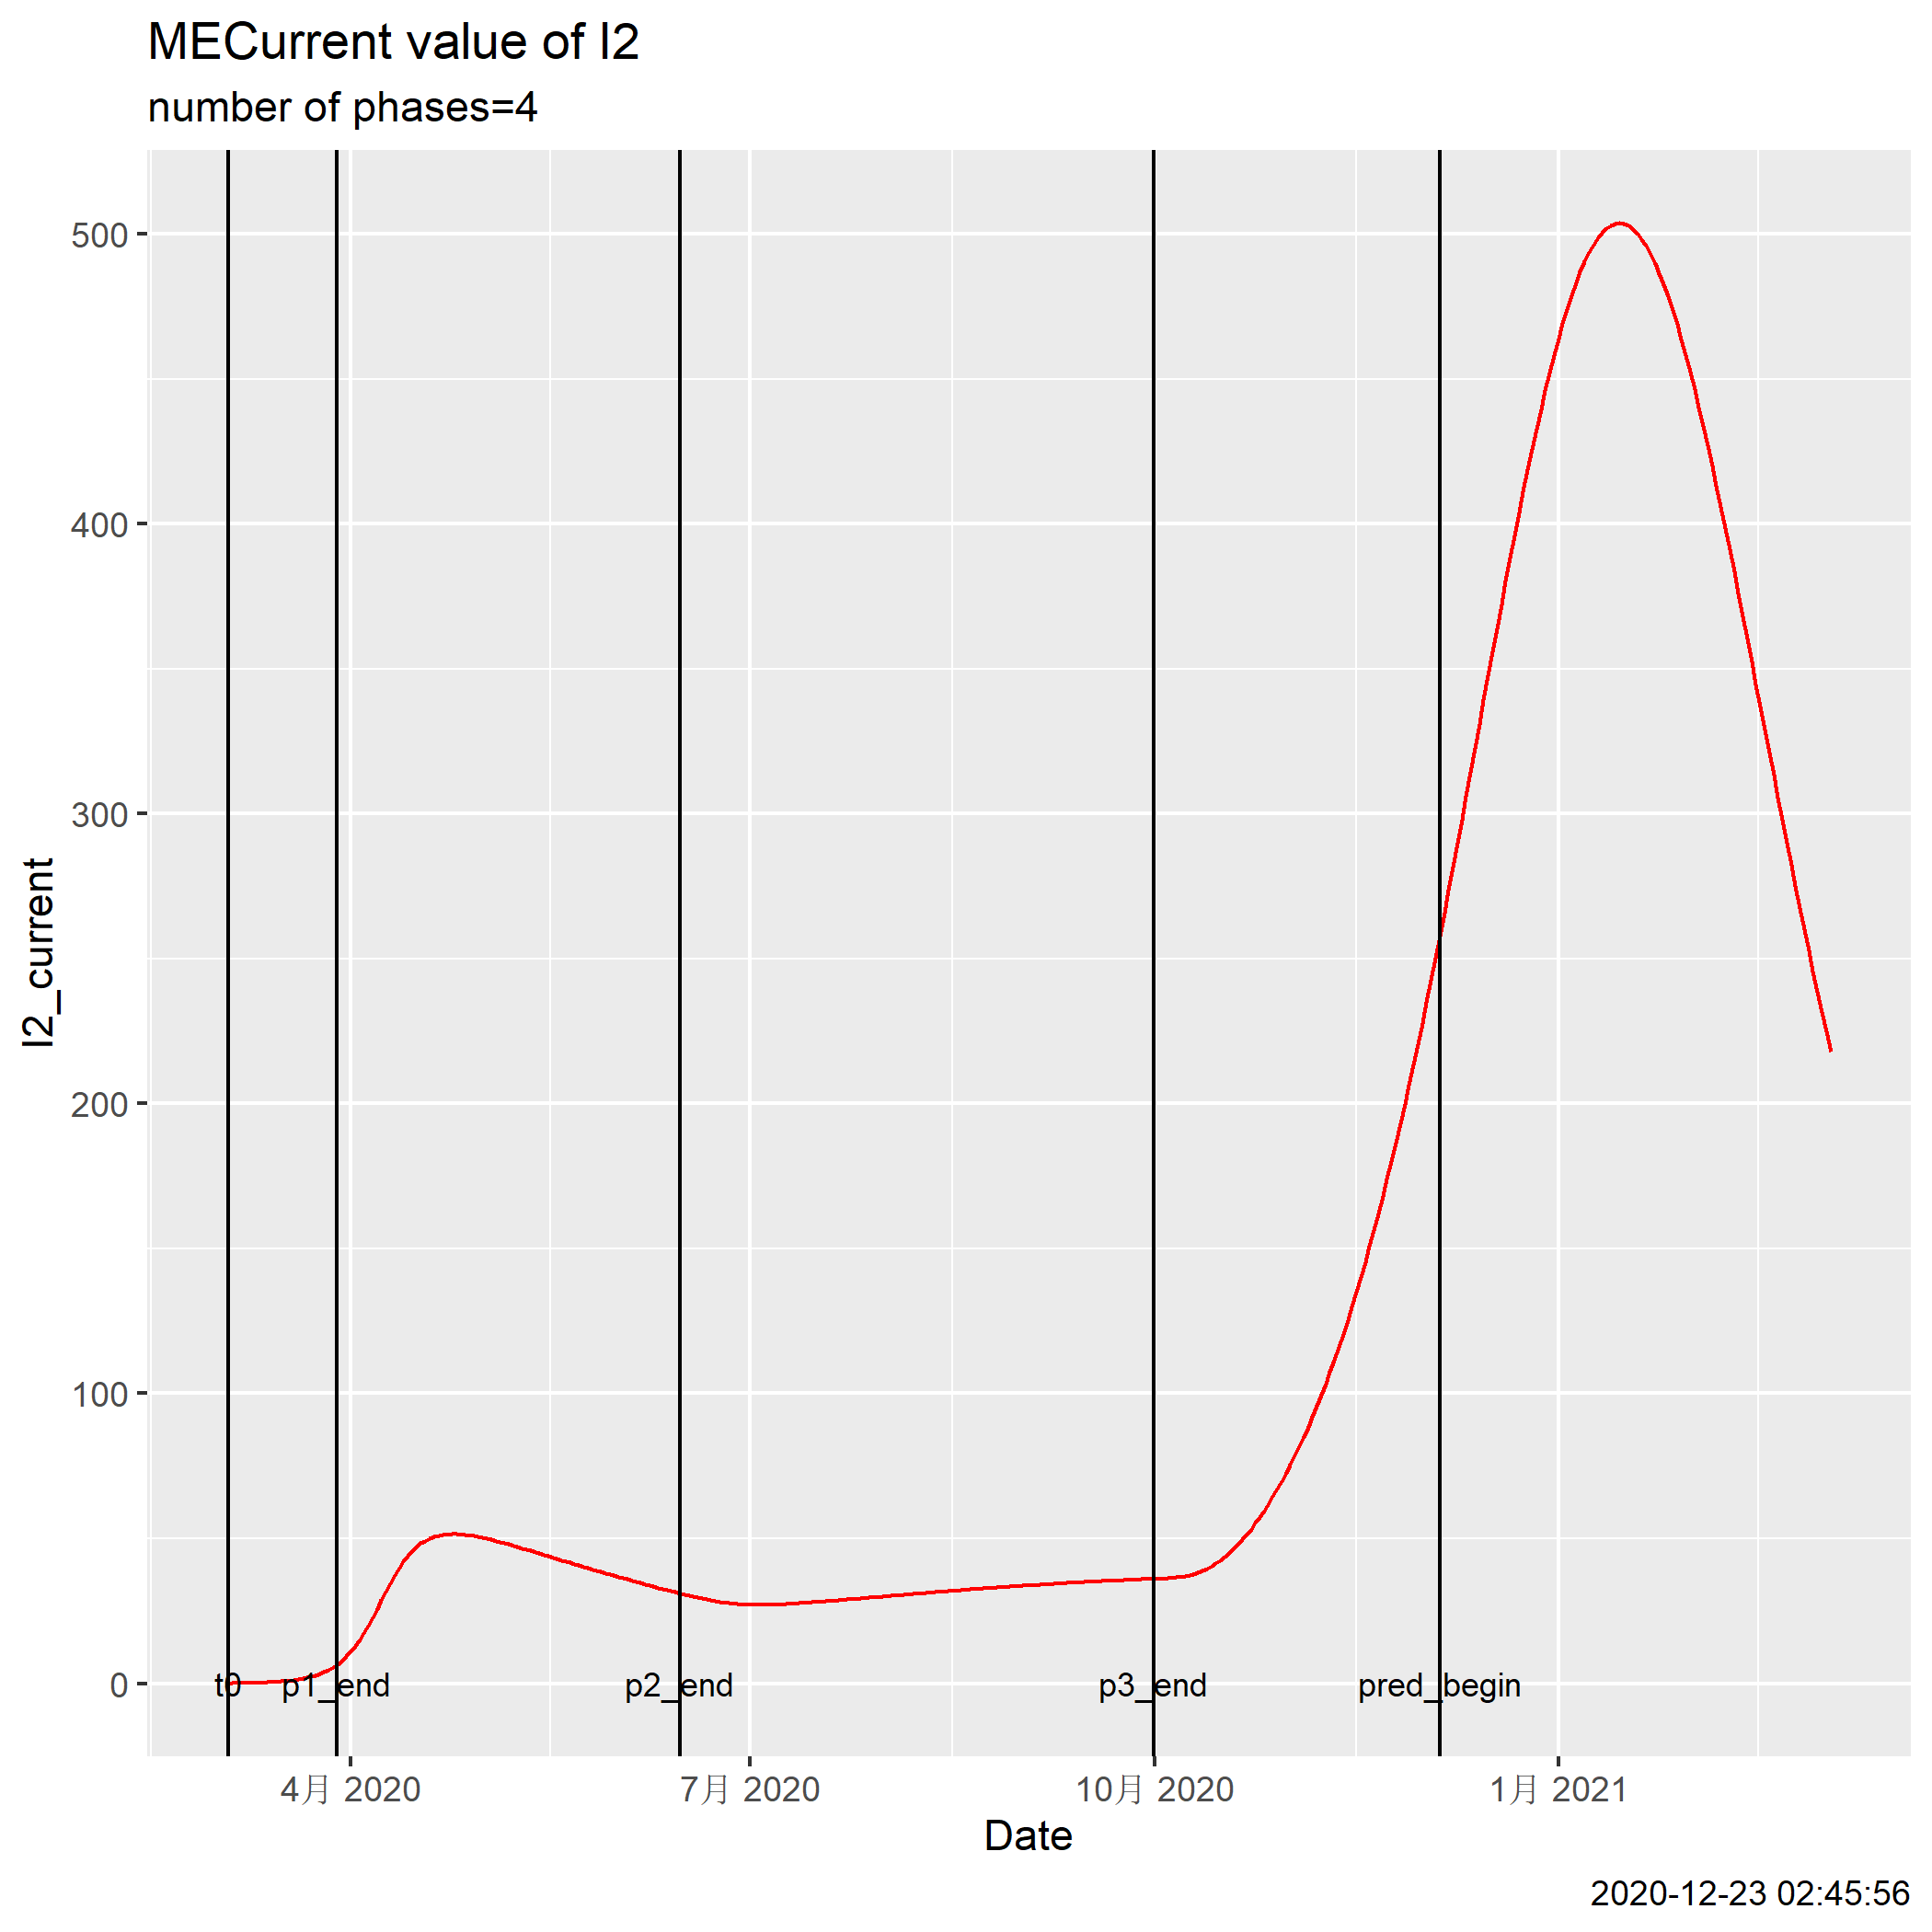 MECurrent value of I2
number of phases=4
500
400
300
200
100
0
I2_current
t0 p1_end p2_end p3_end pred_begin
4月 2020 7月 2020 10月 2020 1月 2021
Date
2020-12-23 02:45:56